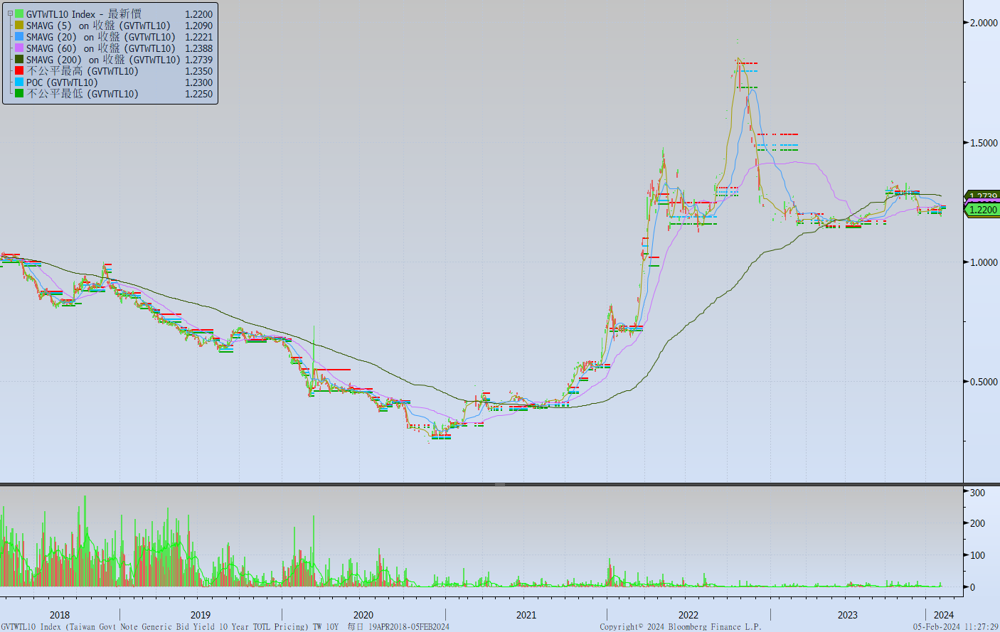 GVTWTL10 Index - 最新價 1.2200
SMAVG (5) on 收盤 (GVTWTL10) 1.2090
SMAVG (20) on 收盤 (GVTWTL10) 1.2221
SMAVG (60) on 收盤 (GVTWTL10) 1.2388
SMAVG (200) on 收盤 (GVTWTL10) 1.2739
不公平最高 (GVTWTL10) 1.2350
POC (GVTWTL10) 1.2300
不公平最低 (GVTWTL10) 1.2250
2.0000
1.5000
1.2739
1.2200
1.0000
0.5000
300
200
100
0
2018 2019 2020 2021 2022 2023 2024
GVTWTL10 Index (Taiwan Govt Note Generic Bid Yield 10 Year TOTL Pricing) TW 10Y 每日 19APR2018-05FEB2024 Copyright© 2024 Bloomberg Finance L.P. 05-Feb-2024 11:27:29